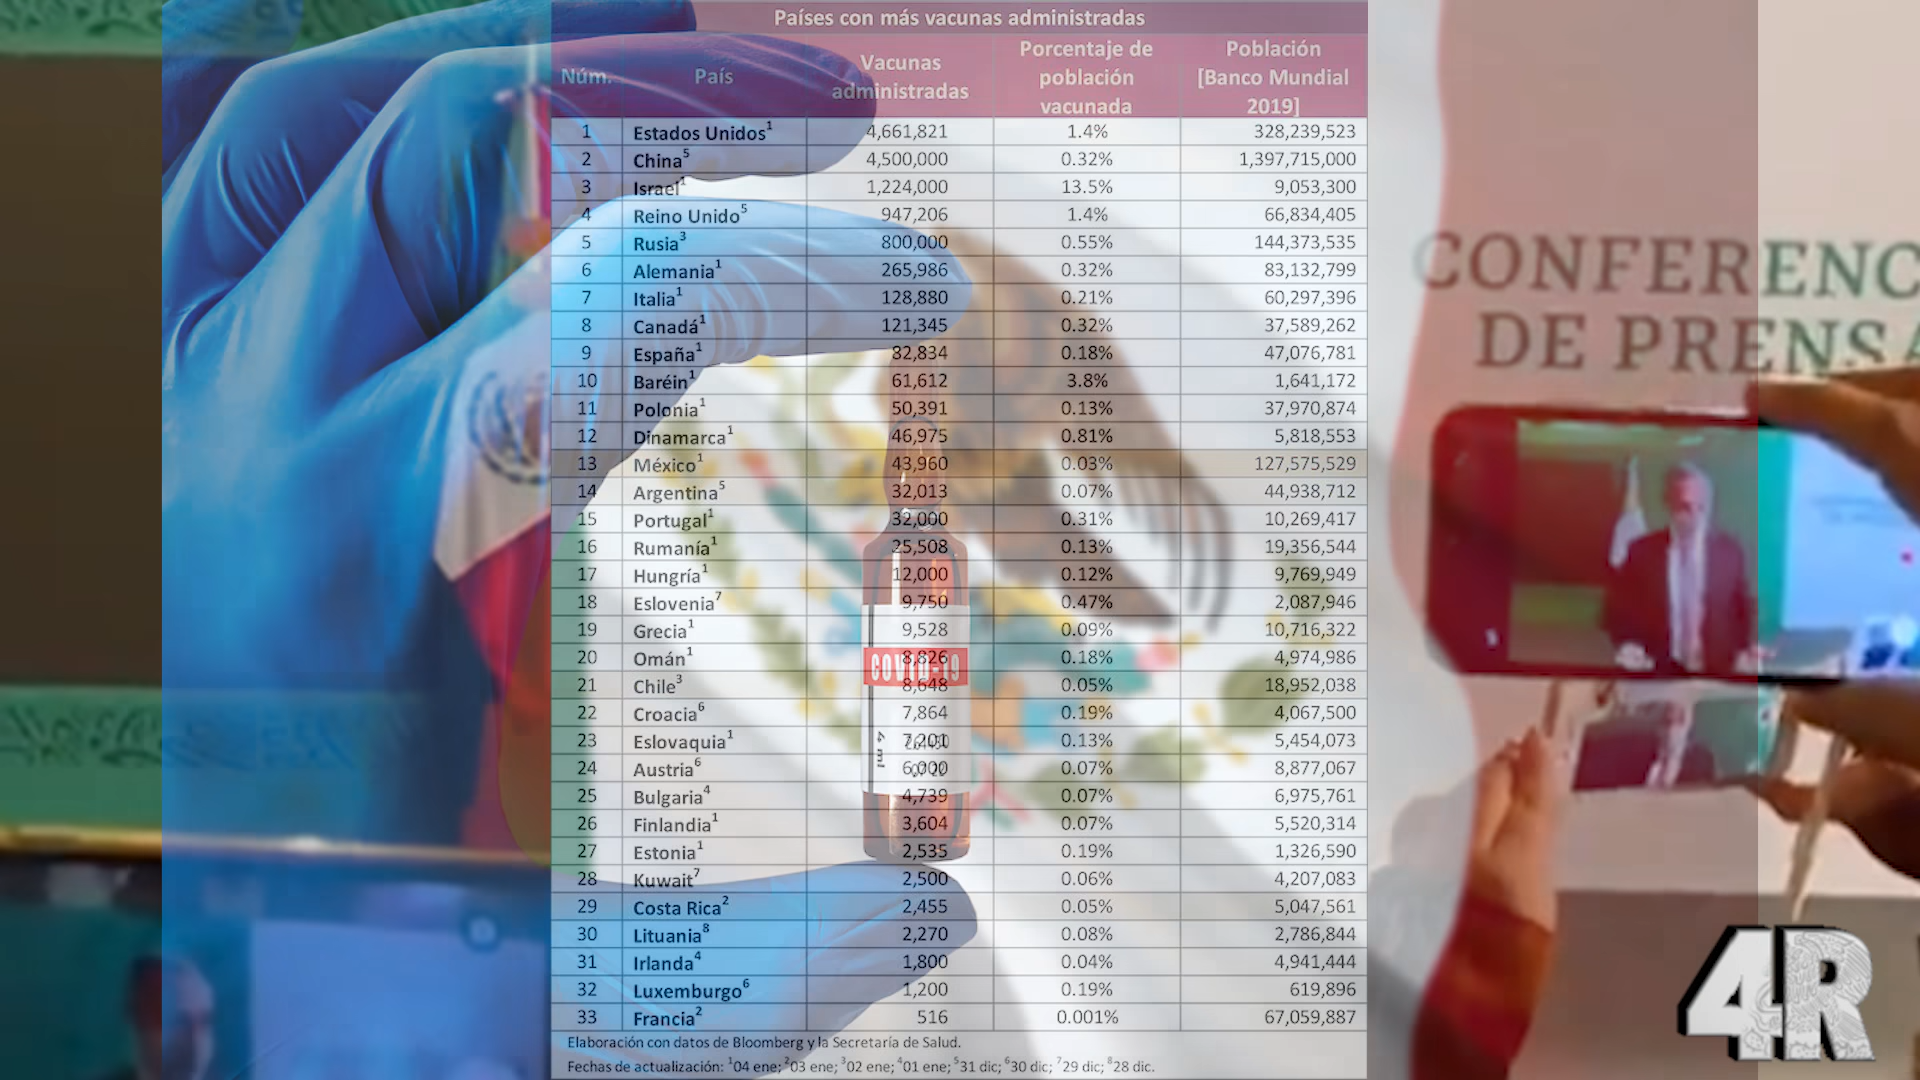 Países con más vacunas administradas
Núm. País Vacunas administradas Porcentaje de población vacunada Población [Banco Mundial 2019]
1 Estados Unidos¹ 4,661,821 1.4% 328,239,523
2 China⁵ 4,500,000 0.32% 1,397,715,000
3 Israel¹ 1,224,000 13.5% 9,053,300
4 Reino Unido⁵ 947,206 1.4% 66,834,405
5 Rusia³ 800,000 0.55% 144,373,535
6 Alemania¹ 265,986 0.32% 83,132,799
7 Italia¹ 128,880 0.21% 60,297,396
8 Canadá¹ 121,345 0.32% 37,589,262
9 España¹ 82,834 0.18% 47,076,781
10 Baréin¹ 61,612 3.8% 1,641,172
11 Polonia¹ 50,391 0.13% 37,970,874
12 Dinamarca¹ 46,975 0.81% 5,818,553
13 México¹ 43,960 0.03% 127,575,529
14 Argentina⁵ 32,013 0.07% 44,938,712
15 Portugal¹ 32,000 0.31% 10,269,417
16 Rumanía¹ 25,508 0.13% 19,356,544
17 Hungría¹ 12,000 0.12% 9,769,949
18 Eslovenia⁷ 9,750 0.47% 2,087,946
19 Grecia¹ 9,528 0.09% 10,716,322
20 Omán¹ 8,826 0.18% 4,974,986
21 Chile³ 8,648 0.05% 18,952,038
22 Croacia⁶ 7,864 0.19% 4,067,500
23 Eslovaquia¹ 7,201 0.13% 5,454,073
24 Austria⁶ 6,000 0.07% 8,877,067
25 Bulgaria⁴ 4,739 0.07% 6,975,761
26 Finlandia¹ 3,604 0.07% 5,520,314
27 Estonia¹ 2,535 0.19% 1,326,590
28 Kuwait⁷ 2,500 0.06% 4,207,083
29 Costa Rica² 2,455 0.05% 5,047,561
30 Lituania⁸ 2,270 0.08% 2,786,844
31 Irlanda⁴ 1,800 0.04% 4,941,444
32 Luxemburgo⁶ 1,200 0.19% 619,896
33 Francia² 516 0.001% 67,059,887
Elaboración con datos de Bloomberg y la Secretaría de Salud.
Fechas de actualización: ¹04 ene; ²03 ene; ³02 ene; ⁴01 ene; ⁵31 dic; ⁶30 dic; ⁷29 dic; ⁸28 dic.
COVID-19
4 ml
CONFERENC
DE PRENSA
4R